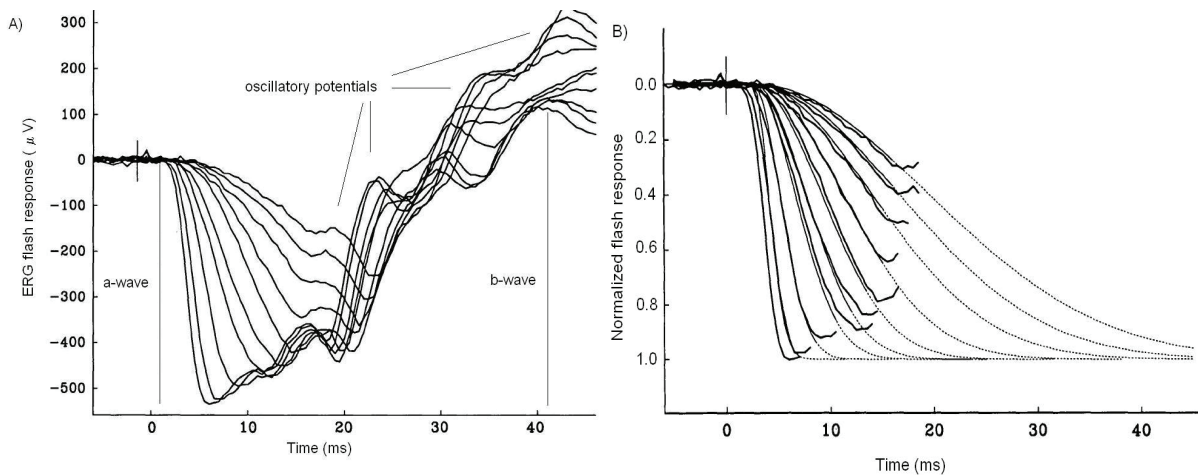 A)
300
200
100
0
-100
-200
-300
-400
-500
ERG flash response ( μ V)
oscillatory potentials
a-wave
b-wave
0
10
20
30
40
Time (ms)
B)
0.0
0.2
0.4
0.6
0.8
1.0
Normalized flash response
0
10
20
30
40
Time (ms)